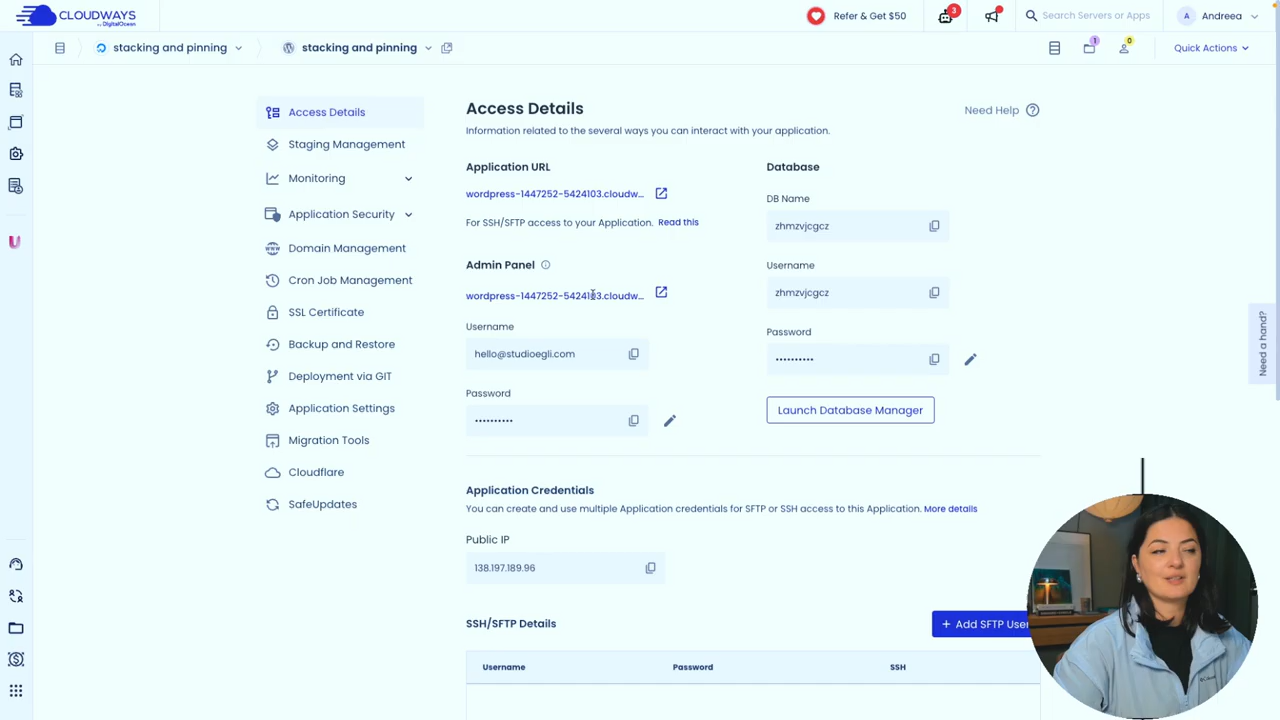 CLOUDWAYS
by DigitalOcean
Refer & Get $50
3
Search Servers or Apps
A
Andreea
stacking and pinning
stacking and pinning
1
0
Quick Actions
Access Details
Staging Management
Monitoring
Application Security
Domain Management
Cron Job Management
SSL Certificate
Backup and Restore
Deployment via GIT
Application Settings
Migration Tools
Cloudflare
SafeUpdates
Access Details
Need Help
Information related to the several ways you can interact with your application.
Application URL
wordpress-1447252-5424103.cloudw...
For SSH/SFTP access to your Application. Read this
Admin Panel
wordpress-1447252-5424103.cloudw...
Username
hello@studioegli.com
Password
••••••••••
Database
DB Name
zhmzvjcgcz
Username
zhmzvjcgcz
Password
••••••••••
Launch Database Manager
Need a hand?
Application Credentials
You can create and use multiple Application credentials for SFTP or SSH access to this Application. More details
Public IP
138.197.189.96
SSH/SFTP Details
+ Add SFTP User
Username
Password
SSH